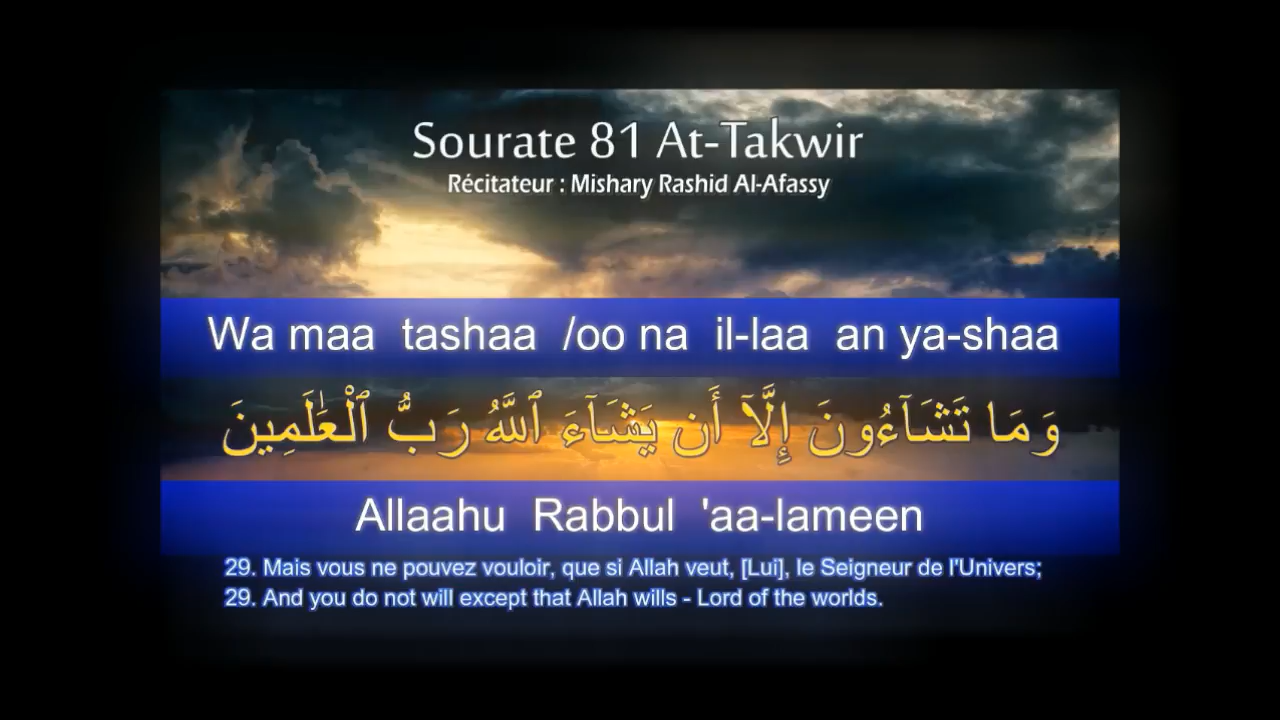 Sourate 81 At-Takwir
Récitateur : Mishary Rashid Al-Afassy
Wa maa tashaa /oo na il-laa an ya-shaa
وَمَا تَشَآءُونَ إِلَّآ أَن يَشَآءَ ٱللَّهُ رَبُّ ٱلْعَٰلَمِينَ
Allaahu Rabbul 'aa-lameen
29. Mais vous ne pouvez vouloir, que si Allah veut, [Lui], le Seigneur de l'Univers;
29. And you do not will except that Allah wills - Lord of the worlds.